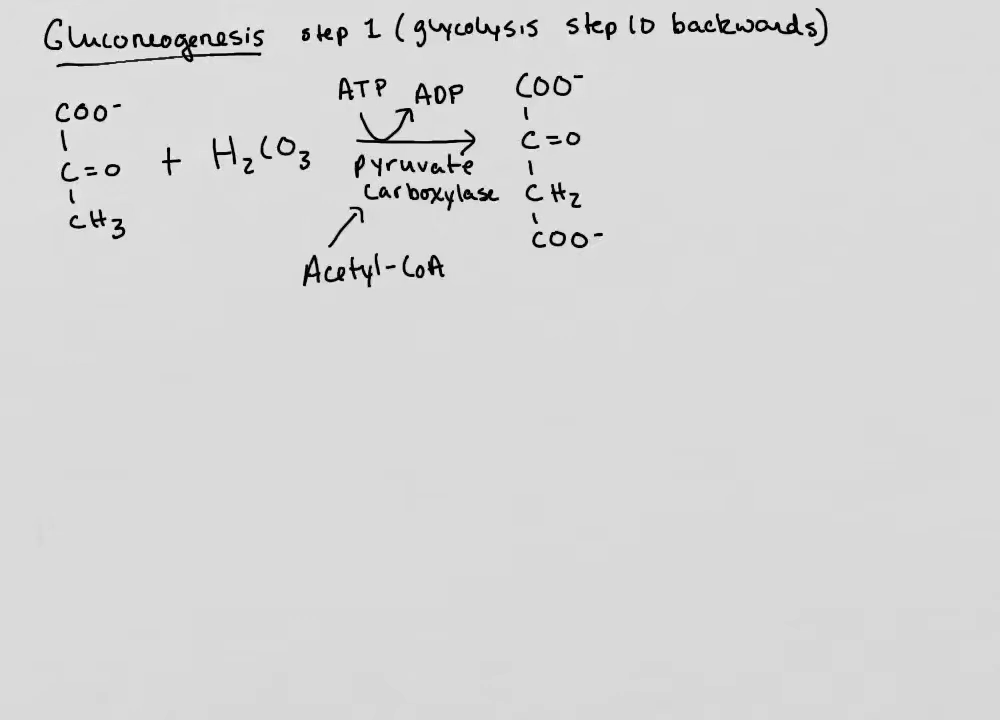 Gluconeogenesis step 1 (glycolysis step 10 backwards)
ATP ADP
COO⁻
C=O
CH₃
+ H₂CO₃
pyruvate
carboxylase
Acetyl-CoA
COO⁻
C=O
CH₂
COO⁻